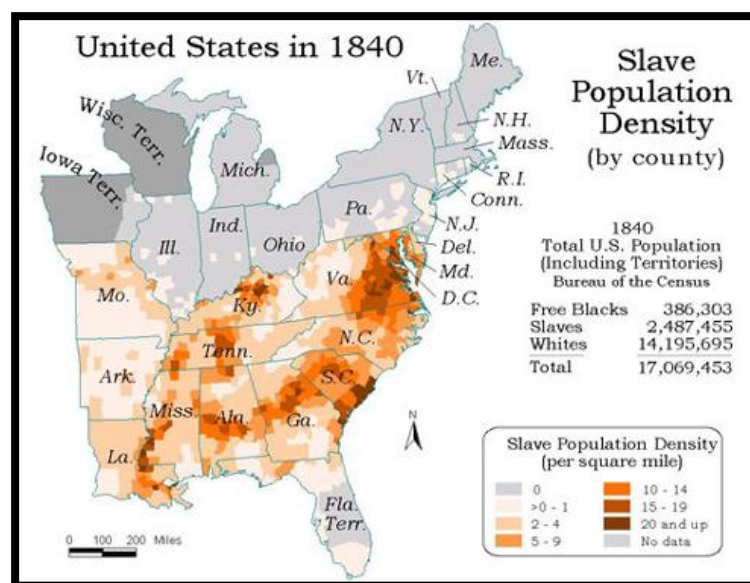 United States in 1840
Slave
Population
Density
(by county)
1840
Total U.S. Population
(Including Territories)
Bureau of the Census
Free Blacks 386,303
Slaves 2,487,455
Whites 14,195,695
Total 17,069,453
Me.
Vt.
N.H.
N.Y.
Mass.
R.I.
Conn.
Wisc. Terr.
Iowa Terr.
Mich.
Pa.
N.J.
Ill.
Ind.
Ohio
Del.
Md.
D.C.
Va.
Mo.
Ky.
N.C.
Tenn.
Ark.
S.C.
Miss.
Ala.
Ga.
La.
Fla.
Terr.
N
0 100 200 Miles
Slave Population Density
(per square mile)
0
>0 - 1
2 - 4
5 - 9
10 - 14
15 - 19
20 and up
No data